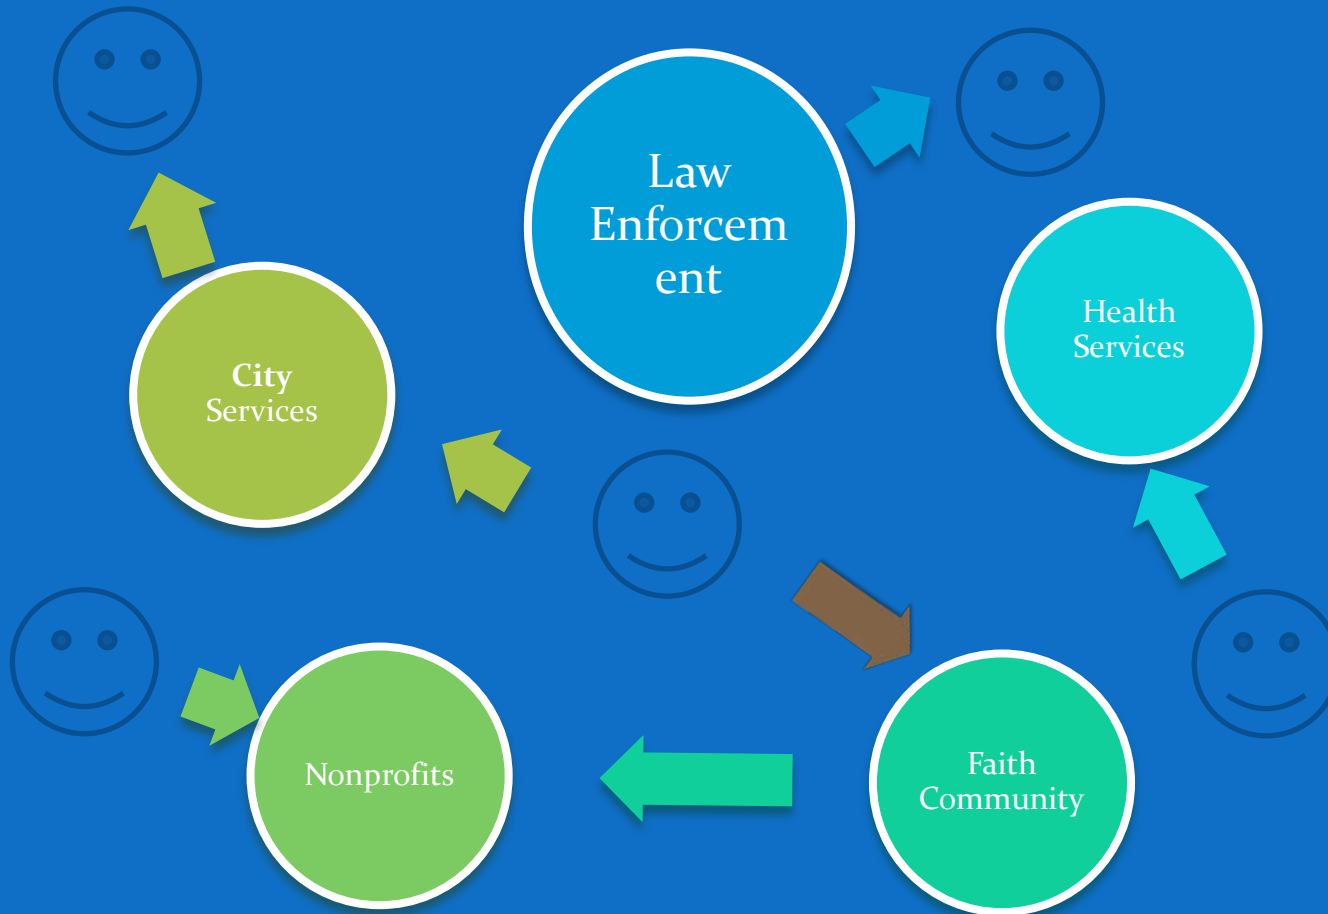 Law
Enforcem
ent
Health
Services
City
Services
Nonprofits
Faith
Community